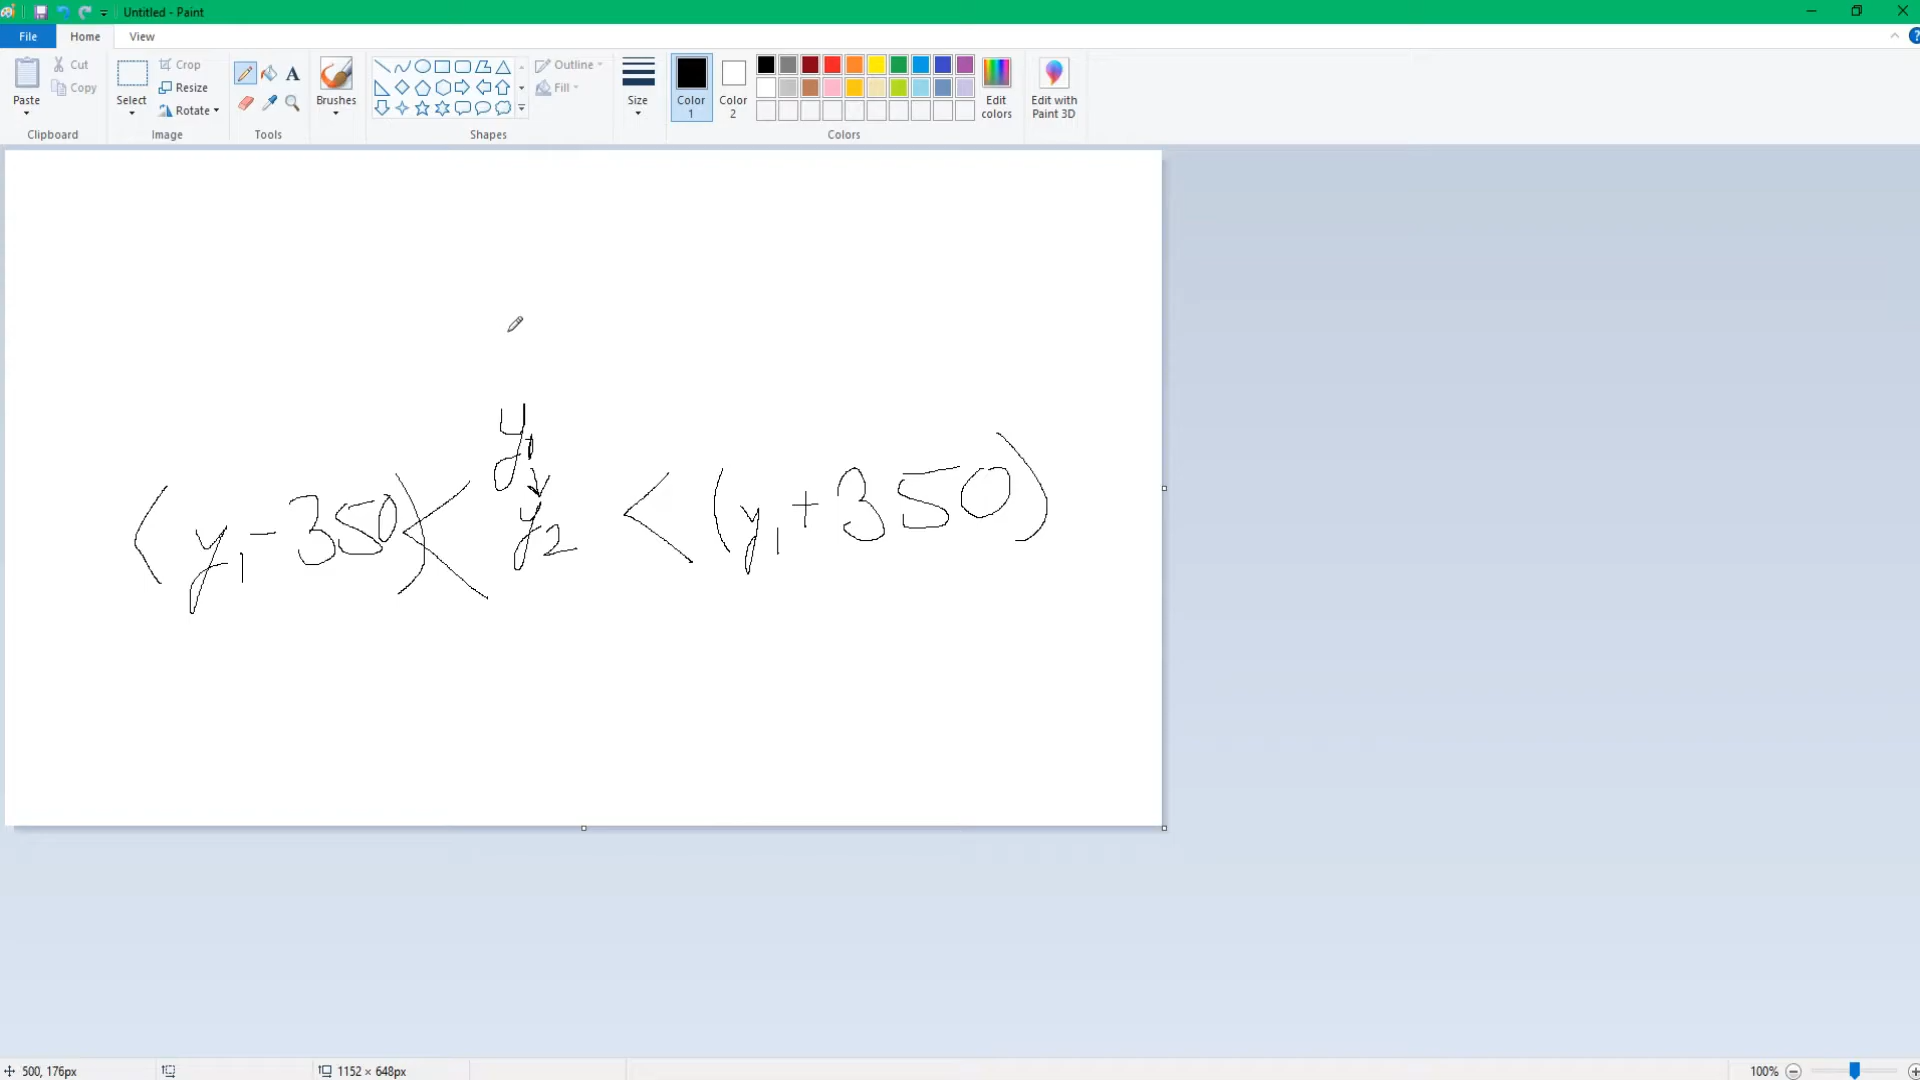 Untitled - Paint
File Home View
Paste
Cut
Copy
Clipboard
Select
Crop
Resize
Rotate
Image
A
Tools
Brushes
Outline
Fill
Shapes
Size
Color 1
Color 2
Edit colors
Colors
Edit with Paint 3D
y₁
(y₁ - 350) < y₂ < (y₁ + 350)
500, 176px
1152 × 648px
100%